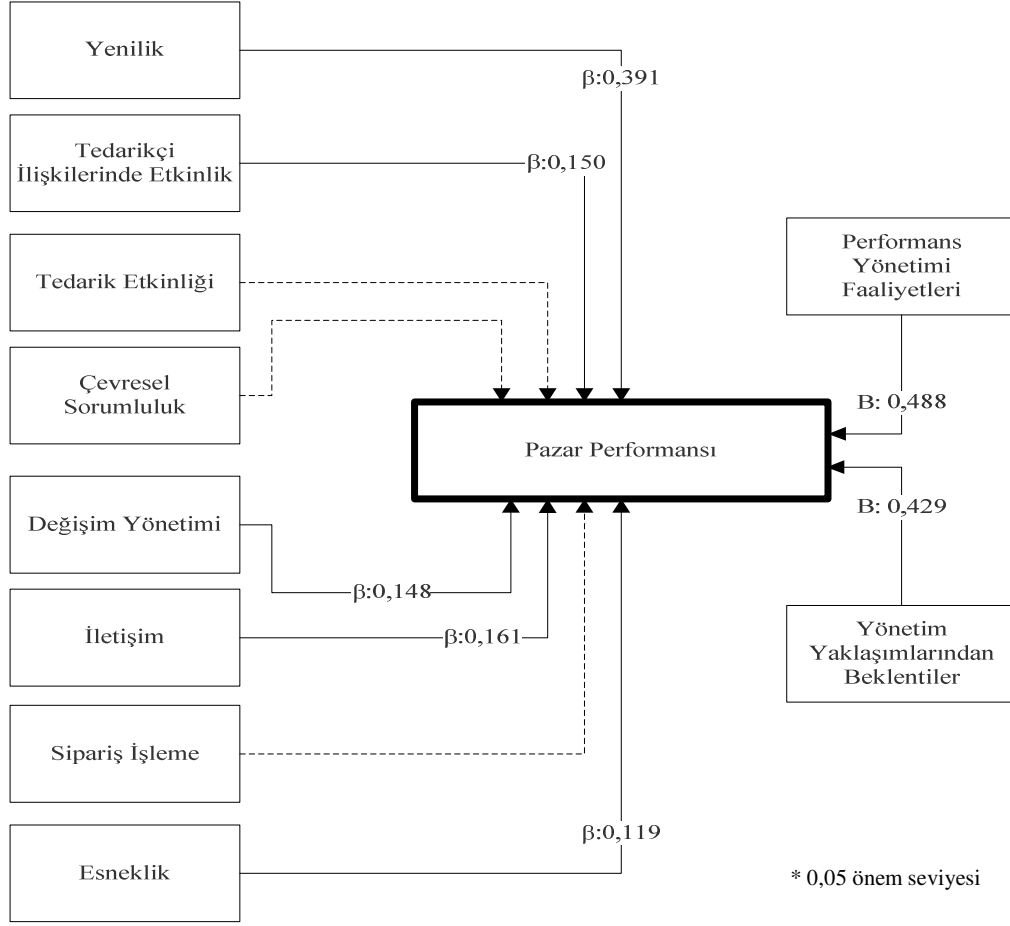 Yenilik
β:0,391
Tedarikçi
İlişkilerinde Etkinlik
β:0,150
Tedarik Etkinliği
Performans
Yönetimi
Faaliyetleri
Çevresel
Sorumluluk
B: 0,488
Pazar Performansı
B: 0,429
Değişim Yönetimi
β:0,148
İletişim
β:0,161
Yönetim
Yaklaşımlarından
Beklentiler
Sipariş İşleme
β:0,119
Esneklik
* 0,05 önem seviyesi